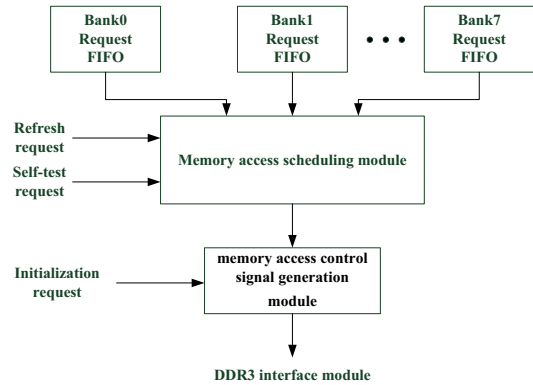 Bank0
Request
FIFO
Bank1
Request
FIFO
Bank7
Request
FIFO
Refresh
request
Self-test
request
Memory access scheduling module
Initialization
request
memory access control
signal generation
module
DDR3 interface module